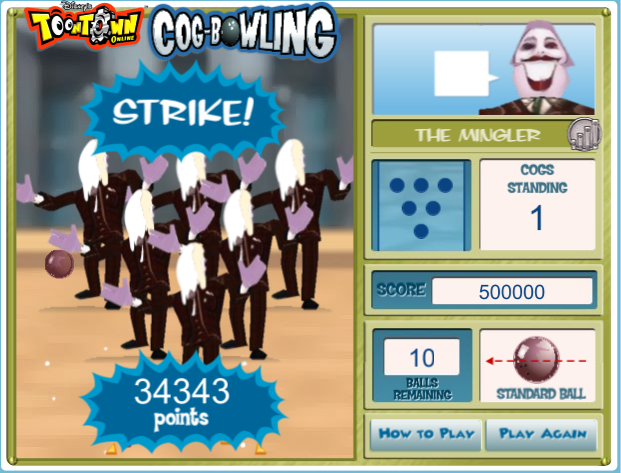 Disney's
TOONTOWN
ONLINE
COG-BOWLING
STRIKE!
34343
points
THE MINGLER
COGS
STANDING
1
SCORE
500000
10
BALLS
REMAINING
STANDARD BALL
HOW TO PLAY
PLAY AGAIN